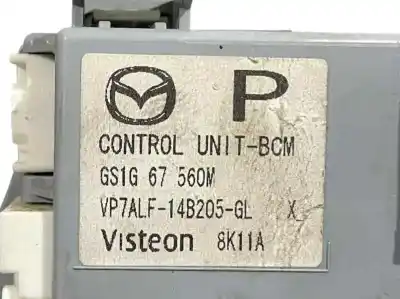 P
CONTROL UNIT-BCM
GS1G 67 560M
VP7ALF-14B205-GL X
Visteon 8K11A